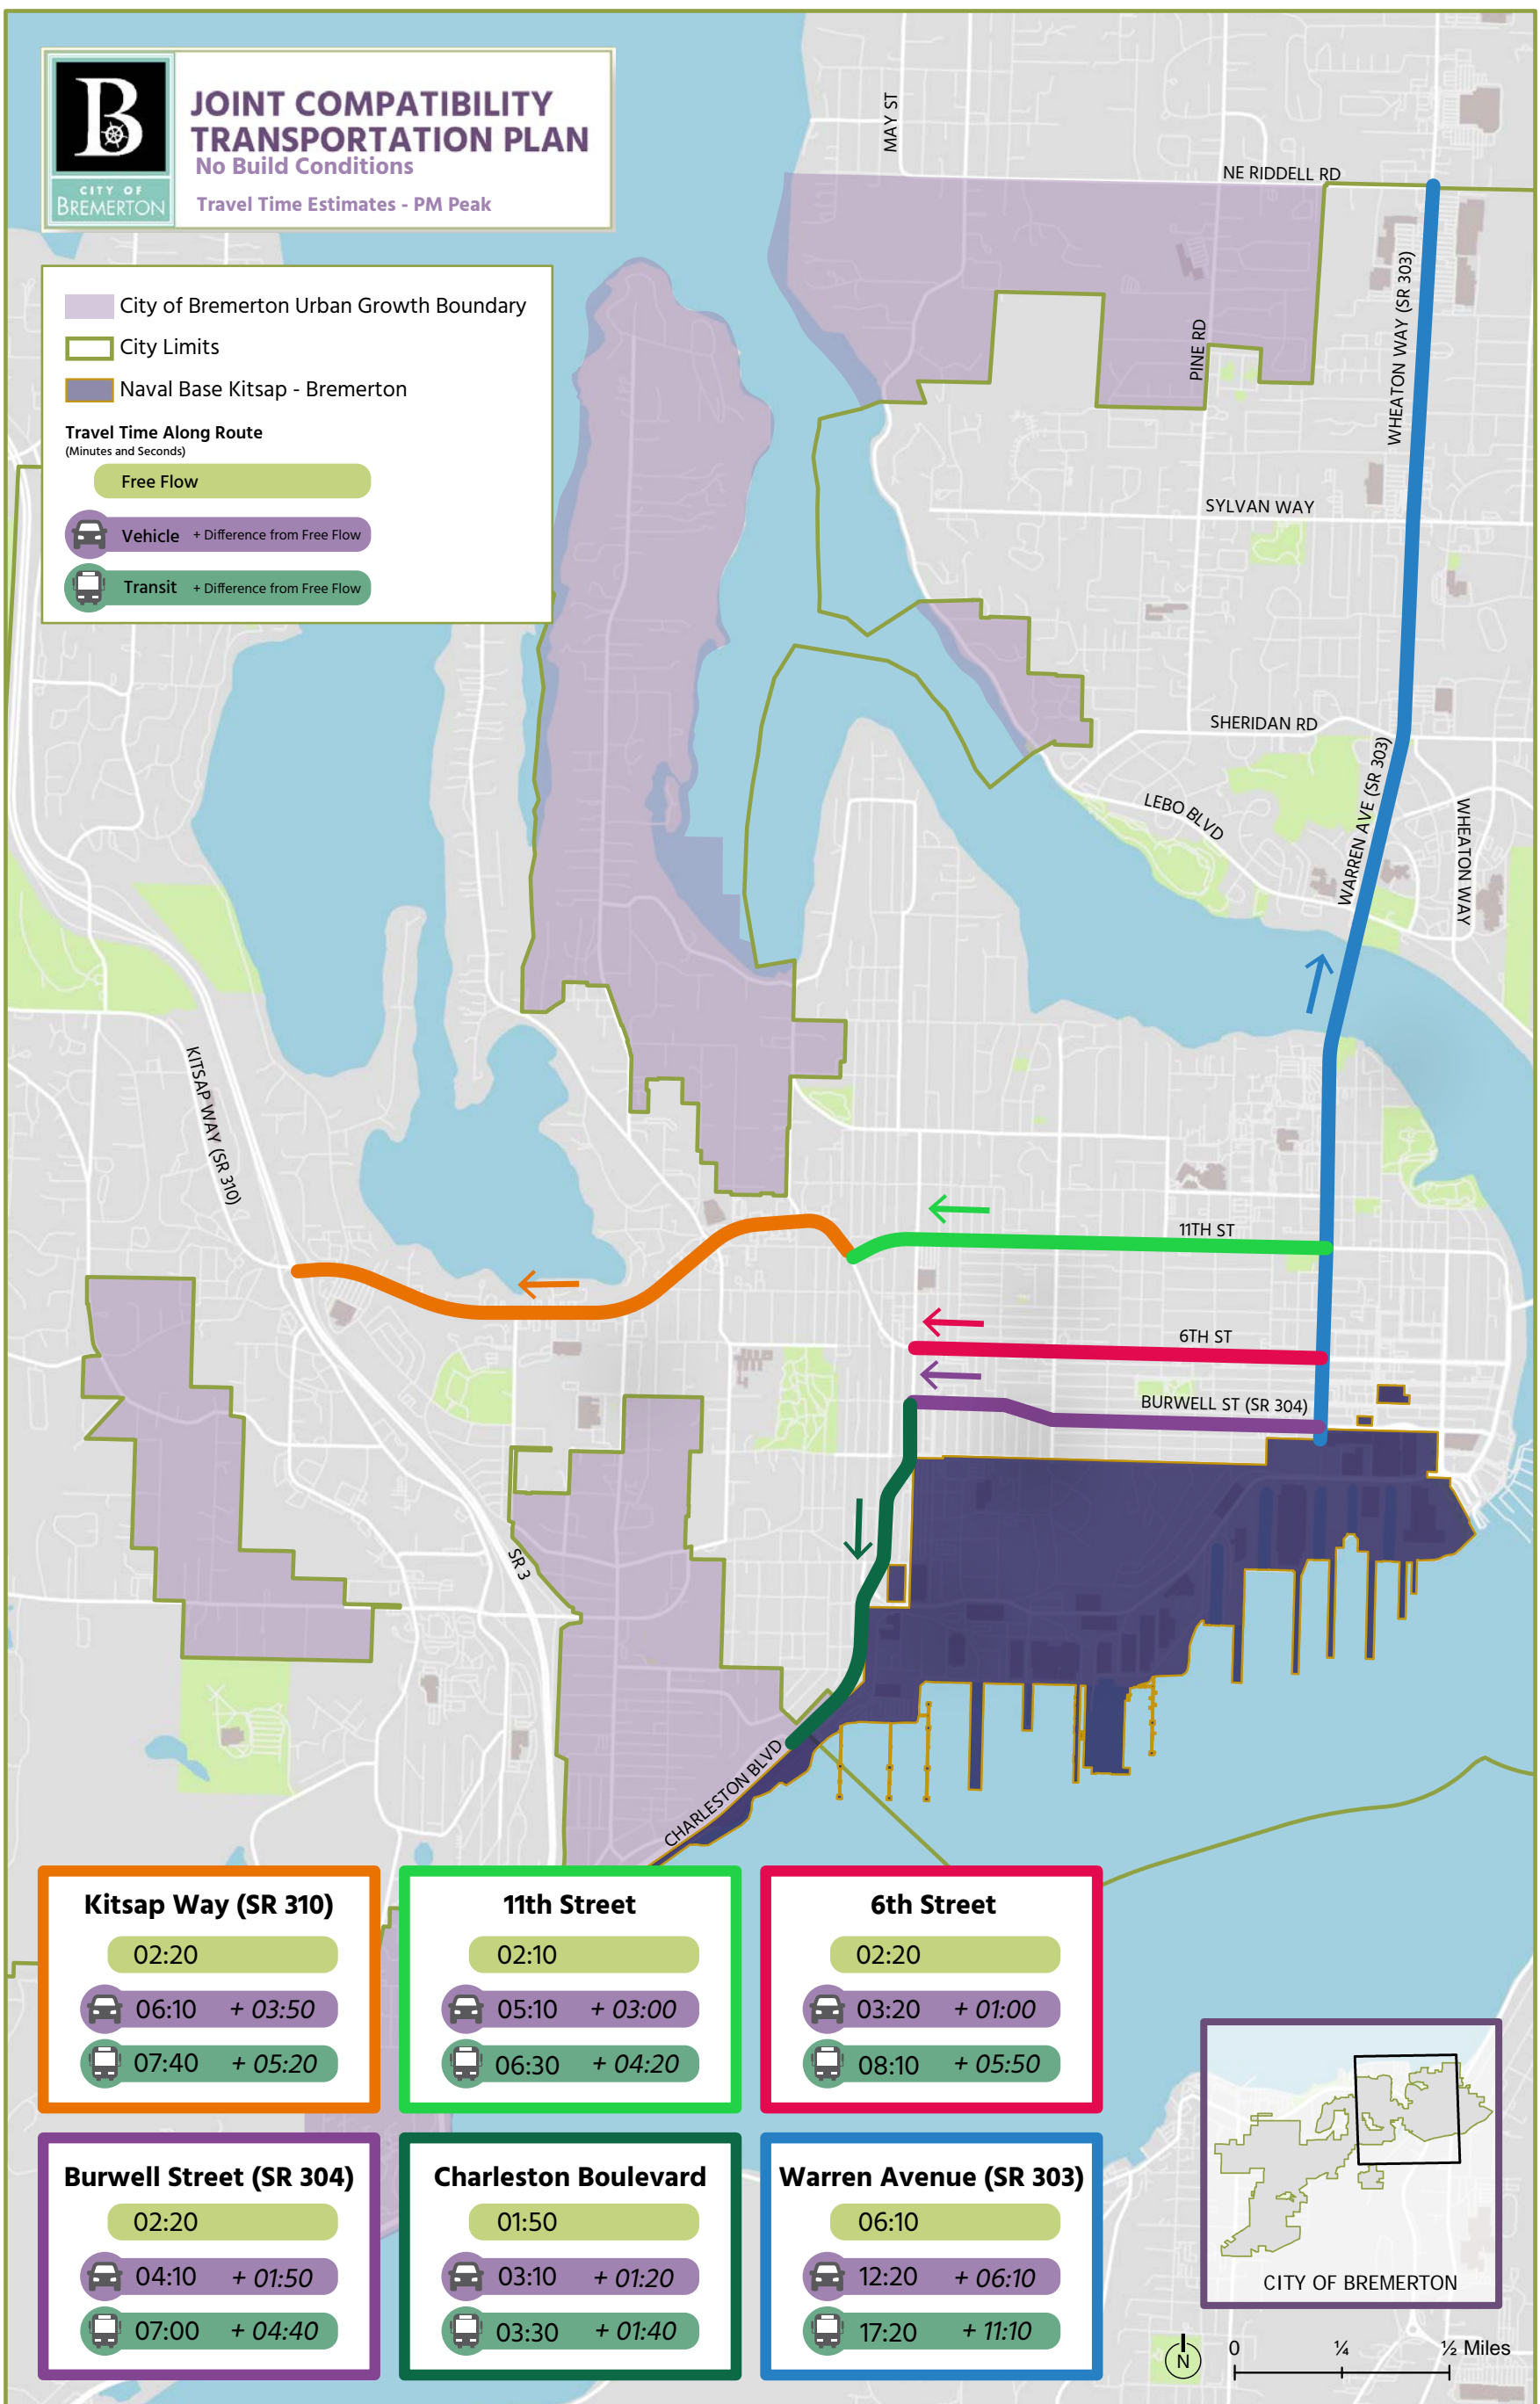 B
CITY OF
BREMERTON
JOINT COMPATIBILITY
TRANSPORTATION PLAN
No Build Conditions
Travel Time Estimates - PM Peak
City of Bremerton Urban Growth Boundary
City Limits
Naval Base Kitsap - Bremerton
Travel Time Along Route
(Minutes and Seconds)
Free Flow
Vehicle + Difference from Free Flow
Transit + Difference from Free Flow
MAY ST
NE RIDDELL RD
WHEATON WAY (SR 303)
PINE RD
SYLVAN WAY
SHERIDAN RD
LEBO BLVD
WARREN AVE (SR 303)
WHEATON WAY
KITSAP WAY (SR 310)
11TH ST
6TH ST
BURWELL ST (SR 304)
SR 3
CHARLESTON BLVD
Kitsap Way (SR 310)
02:20
06:10 + 03:50
07:40 + 05:20
11th Street
02:10
05:10 + 03:00
06:30 + 04:20
6th Street
02:20
03:20 + 01:00
08:10 + 05:50
Burwell Street (SR 304)
02:20
04:10 + 01:50
07:00 + 04:40
Charleston Boulevard
01:50
03:10 + 01:20
03:30 + 01:40
Warren Avenue (SR 303)
06:10
12:20 + 06:10
17:20 + 11:10
CITY OF BREMERTON
N
0 ¼ ½ Miles